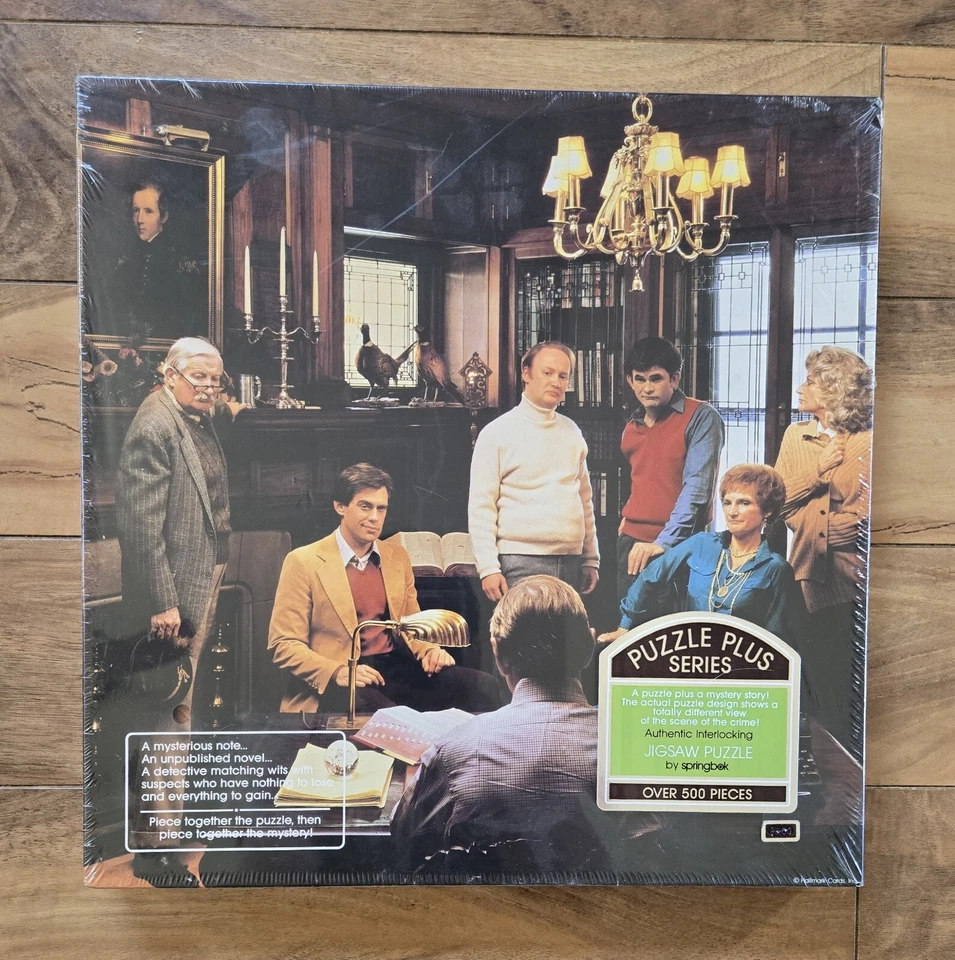 A mysterious note...
An unpublished novel...
A detective matching wits with
suspects who have nothing to lose
and everything to gain.
Piece together the puzzle, then
piece together the mystery!
PUZZLE PLUS
SERIES
A puzzle plus a mystery story!
The actual puzzle design shows a
totally different view
of the scene of the crime!
Authentic Interlocking
JIGSAW PUZZLE
by springbok
OVER 500 PIECES
© Hallmark Cards, Inc.